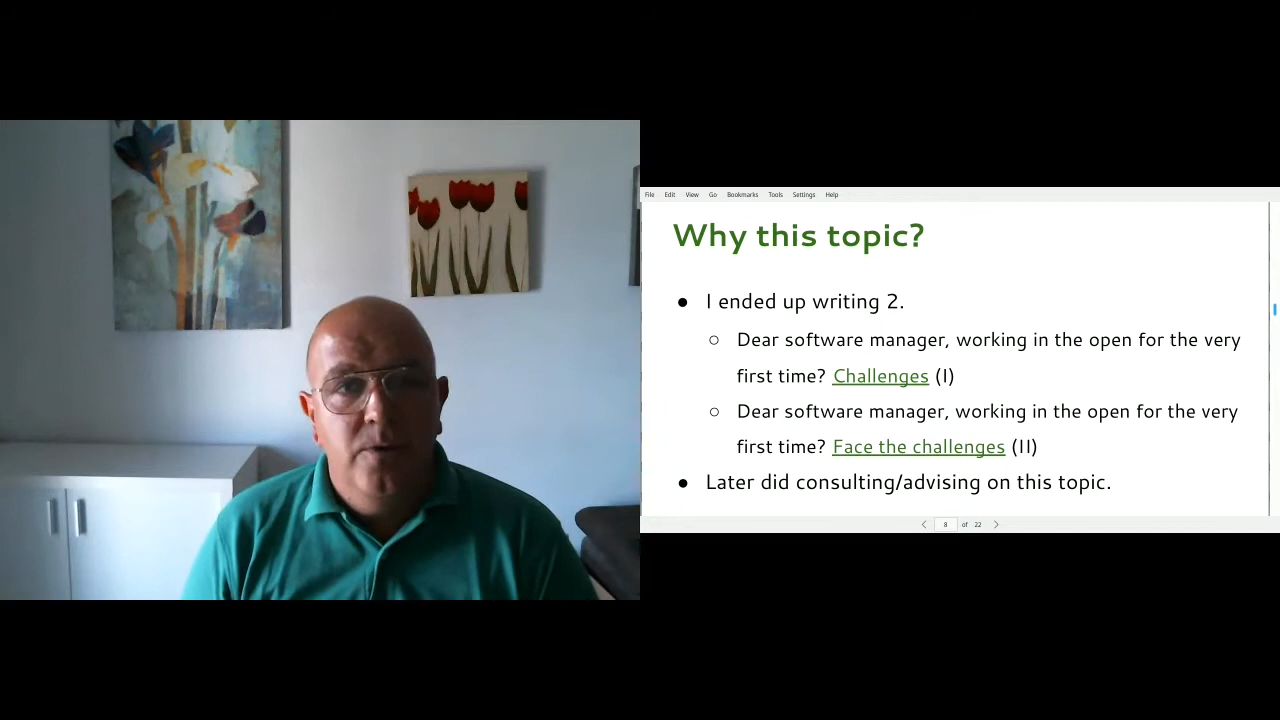 File Edit View Go Bookmarks Tools Settings Help
Why this topic?
● I ended up writing 2.
○ Dear software manager, working in the open for the very
first time? Challenges (I)
○ Dear software manager, working in the open for the very
first time? Face the challenges (II)
● Later did consulting/advising on this topic.
8 of 22